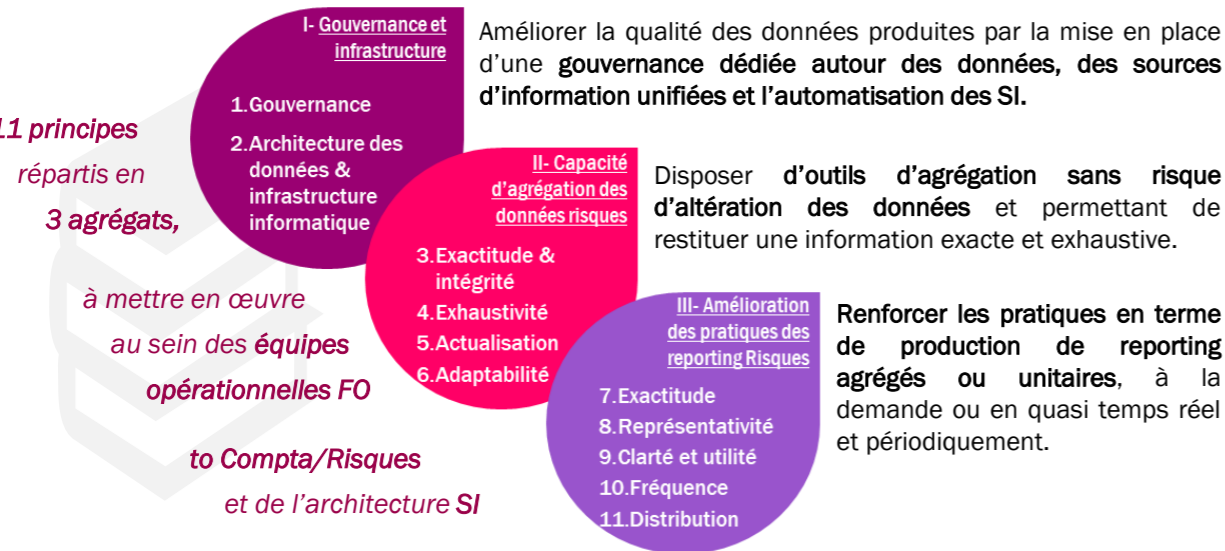 I- Gouvernance et
infrastructure
1.Gouvernance
2.Architecture des
données &
infrastructure
informatique
Améliorer la qualité des données produites par la mise en place
d'une gouvernance dédiée autour des données, des sources
d'information unifiées et l'automatisation des SI.
11 principes
répartis en
3 agrégats,
à mettre en œuvre
au sein des équipes
opérationnelles FO
to Compta/Risques
et de l'architecture SI
II- Capacité
d'agrégation des
données risques
3.Exactitude &
intégrité
4.Exhaustivité
5.Actualisation
6.Adaptabilité
Disposer d'outils d'agrégation sans risque
d'altération des données et permettant de
restituer une information exacte et exhaustive.
III- Amélioration
des pratiques des
reporting Risques
7.Exactitude
8.Représentativité
9.Clarté et utilité
10.Fréquence
11.Distribution
Renforcer les pratiques en terme
de production de reporting
agrégés ou unitaires, à la
demande ou en quasi temps réel
et périodiquement.